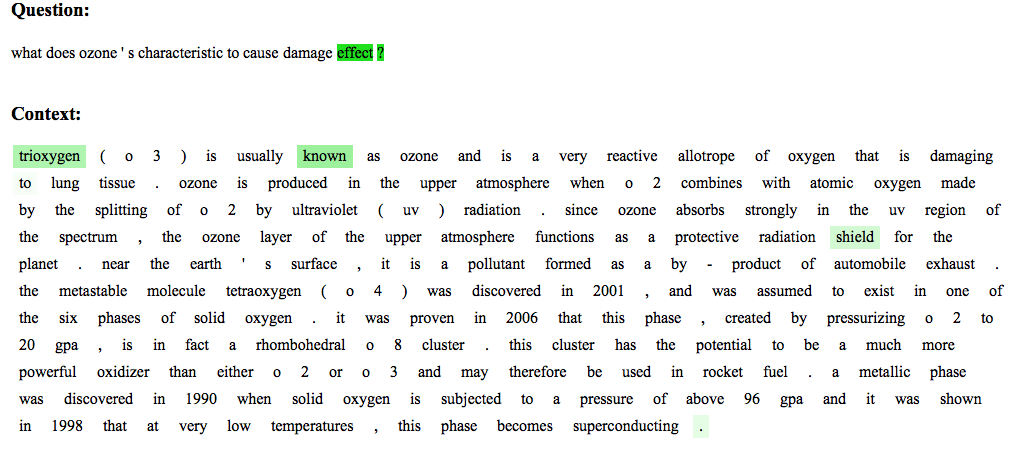 Question:
what does ozone ' s characteristic to cause damage effect ?
Context:
trioxygen ( o 3 ) is usually known as ozone and is a very reactive allotrope of oxygen that is damaging
to lung tissue . ozone is produced in the upper atmosphere when o 2 combines with atomic oxygen made
by the splitting of o 2 by ultraviolet ( uv ) radiation . since ozone absorbs strongly in the uv region of
the spectrum , the ozone layer of the upper atmosphere functions as a protective radiation shield for the
planet . near the earth ' s surface , it is a pollutant formed as a by - product of automobile exhaust .
the metastable molecule tetraoxygen ( o 4 ) was discovered in 2001 , and was assumed to exist in one of
the six phases of solid oxygen . it was proven in 2006 that this phase , created by pressurizing o 2 to
20 gpa , is in fact a rhombohedral o 8 cluster . this cluster has the potential to be a much more
powerful oxidizer than either o 2 or o 3 and may therefore be used in rocket fuel . a metallic phase
was discovered in 1990 when solid oxygen is subjected to a pressure of above 96 gpa and it was shown
in 1998 that at very low temperatures , this phase becomes superconducting .